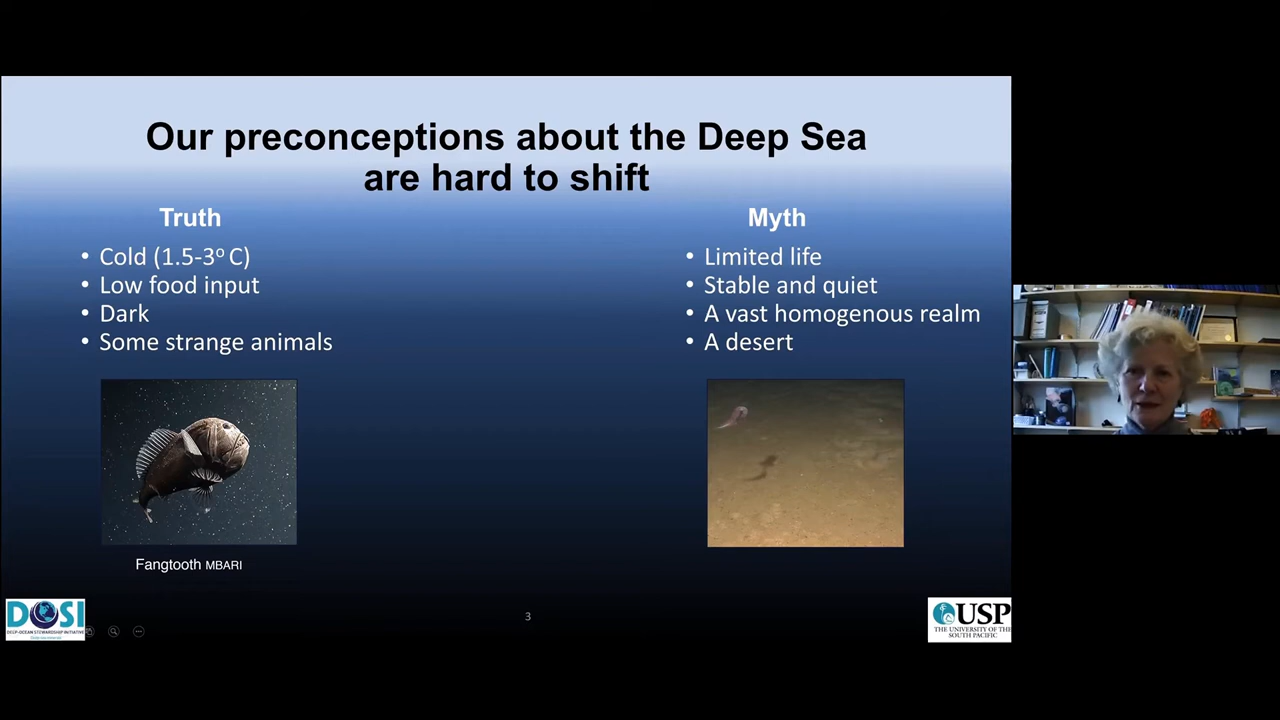 Our preconceptions about the Deep Sea
are hard to shift
Truth
• Cold (1.5-3º C)
• Low food input
• Dark
• Some strange animals
Fangtooth MBARI
Myth
• Limited life
• Stable and quiet
• A vast homogenous realm
• A desert
3
DOSI
DEEP-OCEAN STEWARDSHIP INITIATIVE
USP
THE UNIVERSITY OF THE
SOUTH PACIFIC